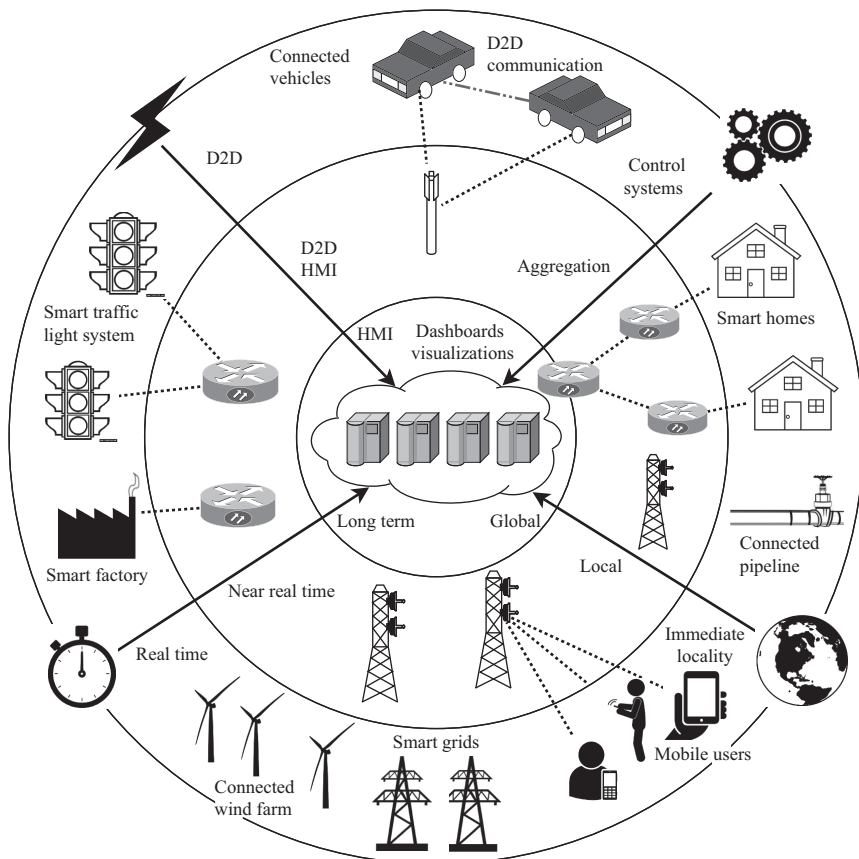 Connected
vehicles
D2D
communication
D2D
Control
systems
D2D
HMI
Aggregation
Smart traffic
light system
Smart homes
HMI
Dashboards
visualizations
Long term
Global
Smart factory
Connected
pipeline
Near real time
Local
Real time
Immediate
locality
Mobile users
Smart grids
Connected
wind farm